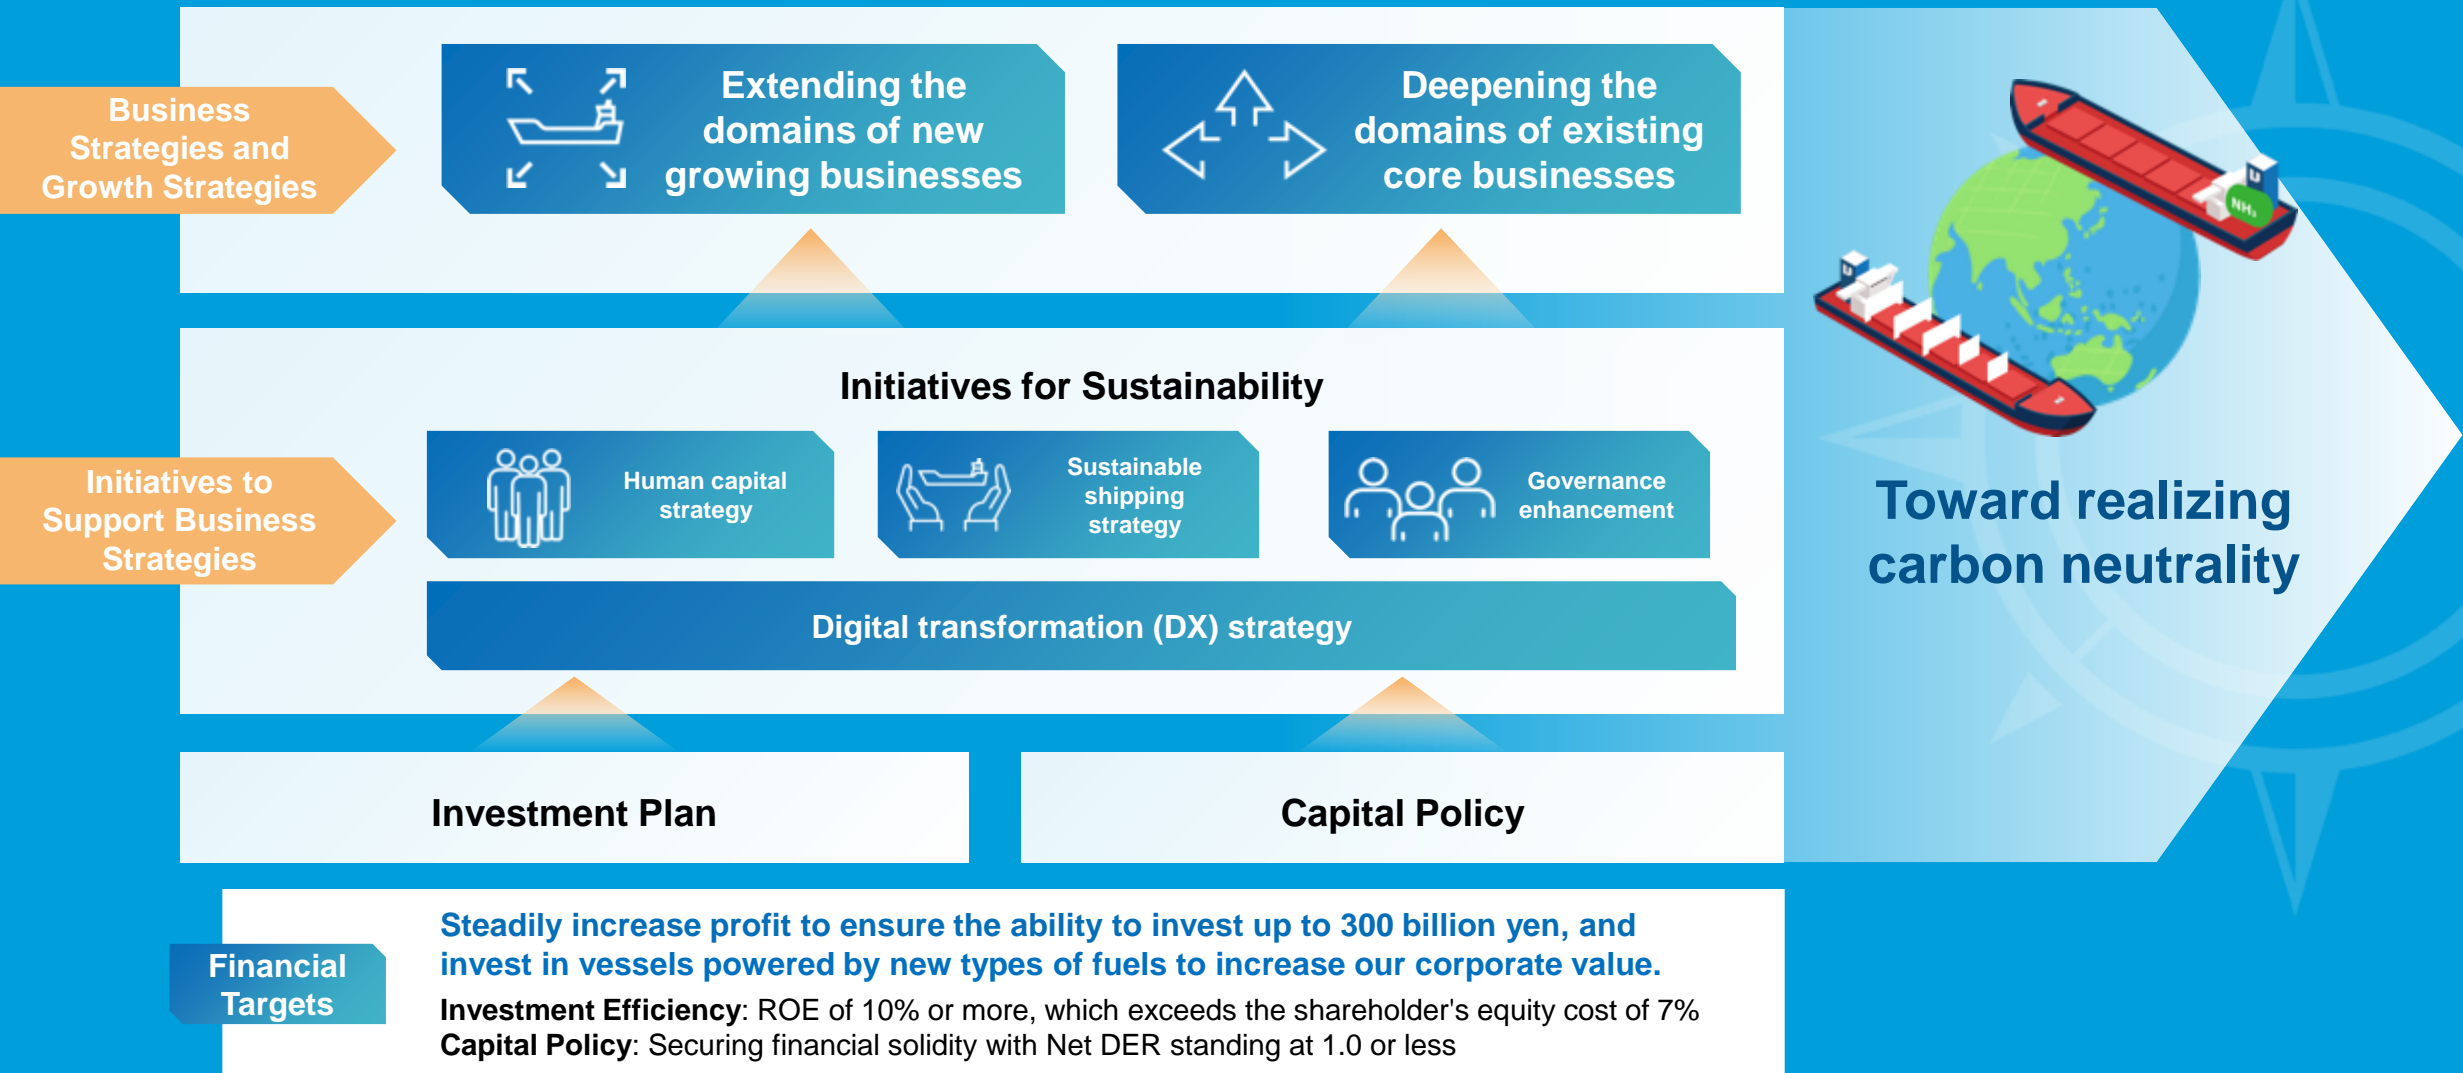 Business
Strategies and
Growth Strategies
Extending the
domains of new
growing businesses
Deepening the
domains of existing
core businesses
NH₃
U
U
Initiatives to
Support Business
Strategies
Initiatives for Sustainability
Human capital
strategy
Sustainable
shipping
strategy
Governance
enhancement
Digital transformation (DX) strategy
Toward realizing
carbon neutrality
Investment Plan
Capital Policy
Financial
Targets
Steadily increase profit to ensure the ability to invest up to 300 billion yen, and
invest in vessels powered by new types of fuels to increase our corporate value.
Investment Efficiency: ROE of 10% or more, which exceeds the shareholder's equity cost of 7%
Capital Policy: Securing financial solidity with Net DER standing at 1.0 or less